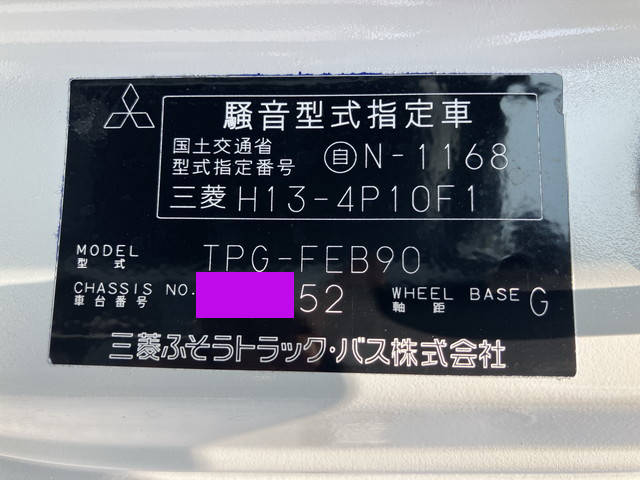 騒音型式指定車
国土交通省
型式指定番号 自 N-1168
三菱 H13-4P10F1
MODEL
型式 TPG-FEB90
CHASSIS NO. 52 WHEEL BASE G
車台番号 軸距
三菱ふそうトラック・バス株式会社